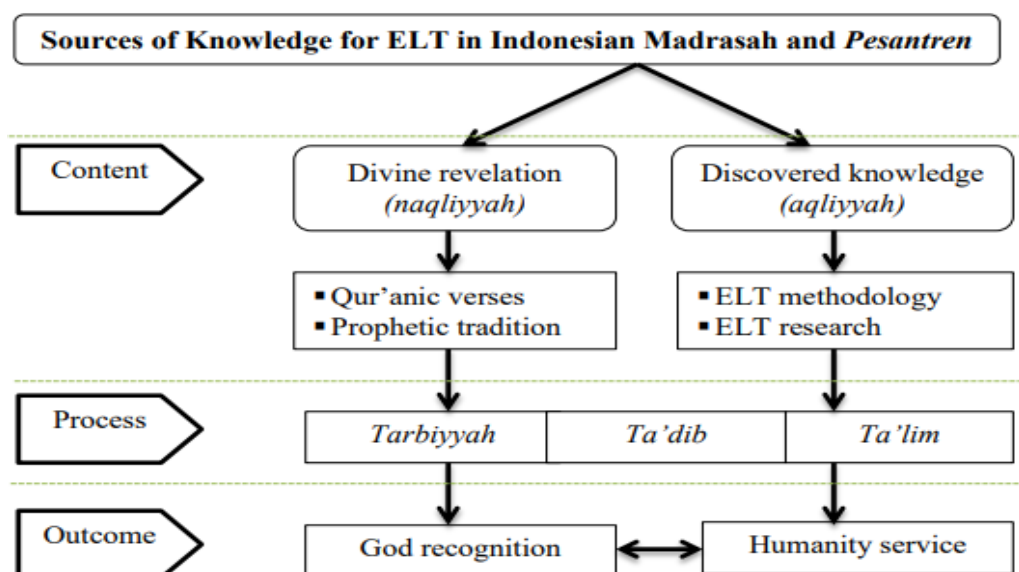 Sources of Knowledge for ELT in Indonesian Madrasah and Pesantren
Content
Divine revelation
(naqliyyah)
Discovered knowledge
(aqliyyah)
▪ Qur’anic verses
▪ Prophetic tradition
▪ ELT methodology
▪ ELT research
Process
Tarbiyyah
Ta’dib
Ta’lim
Outcome
God recognition
Humanity service